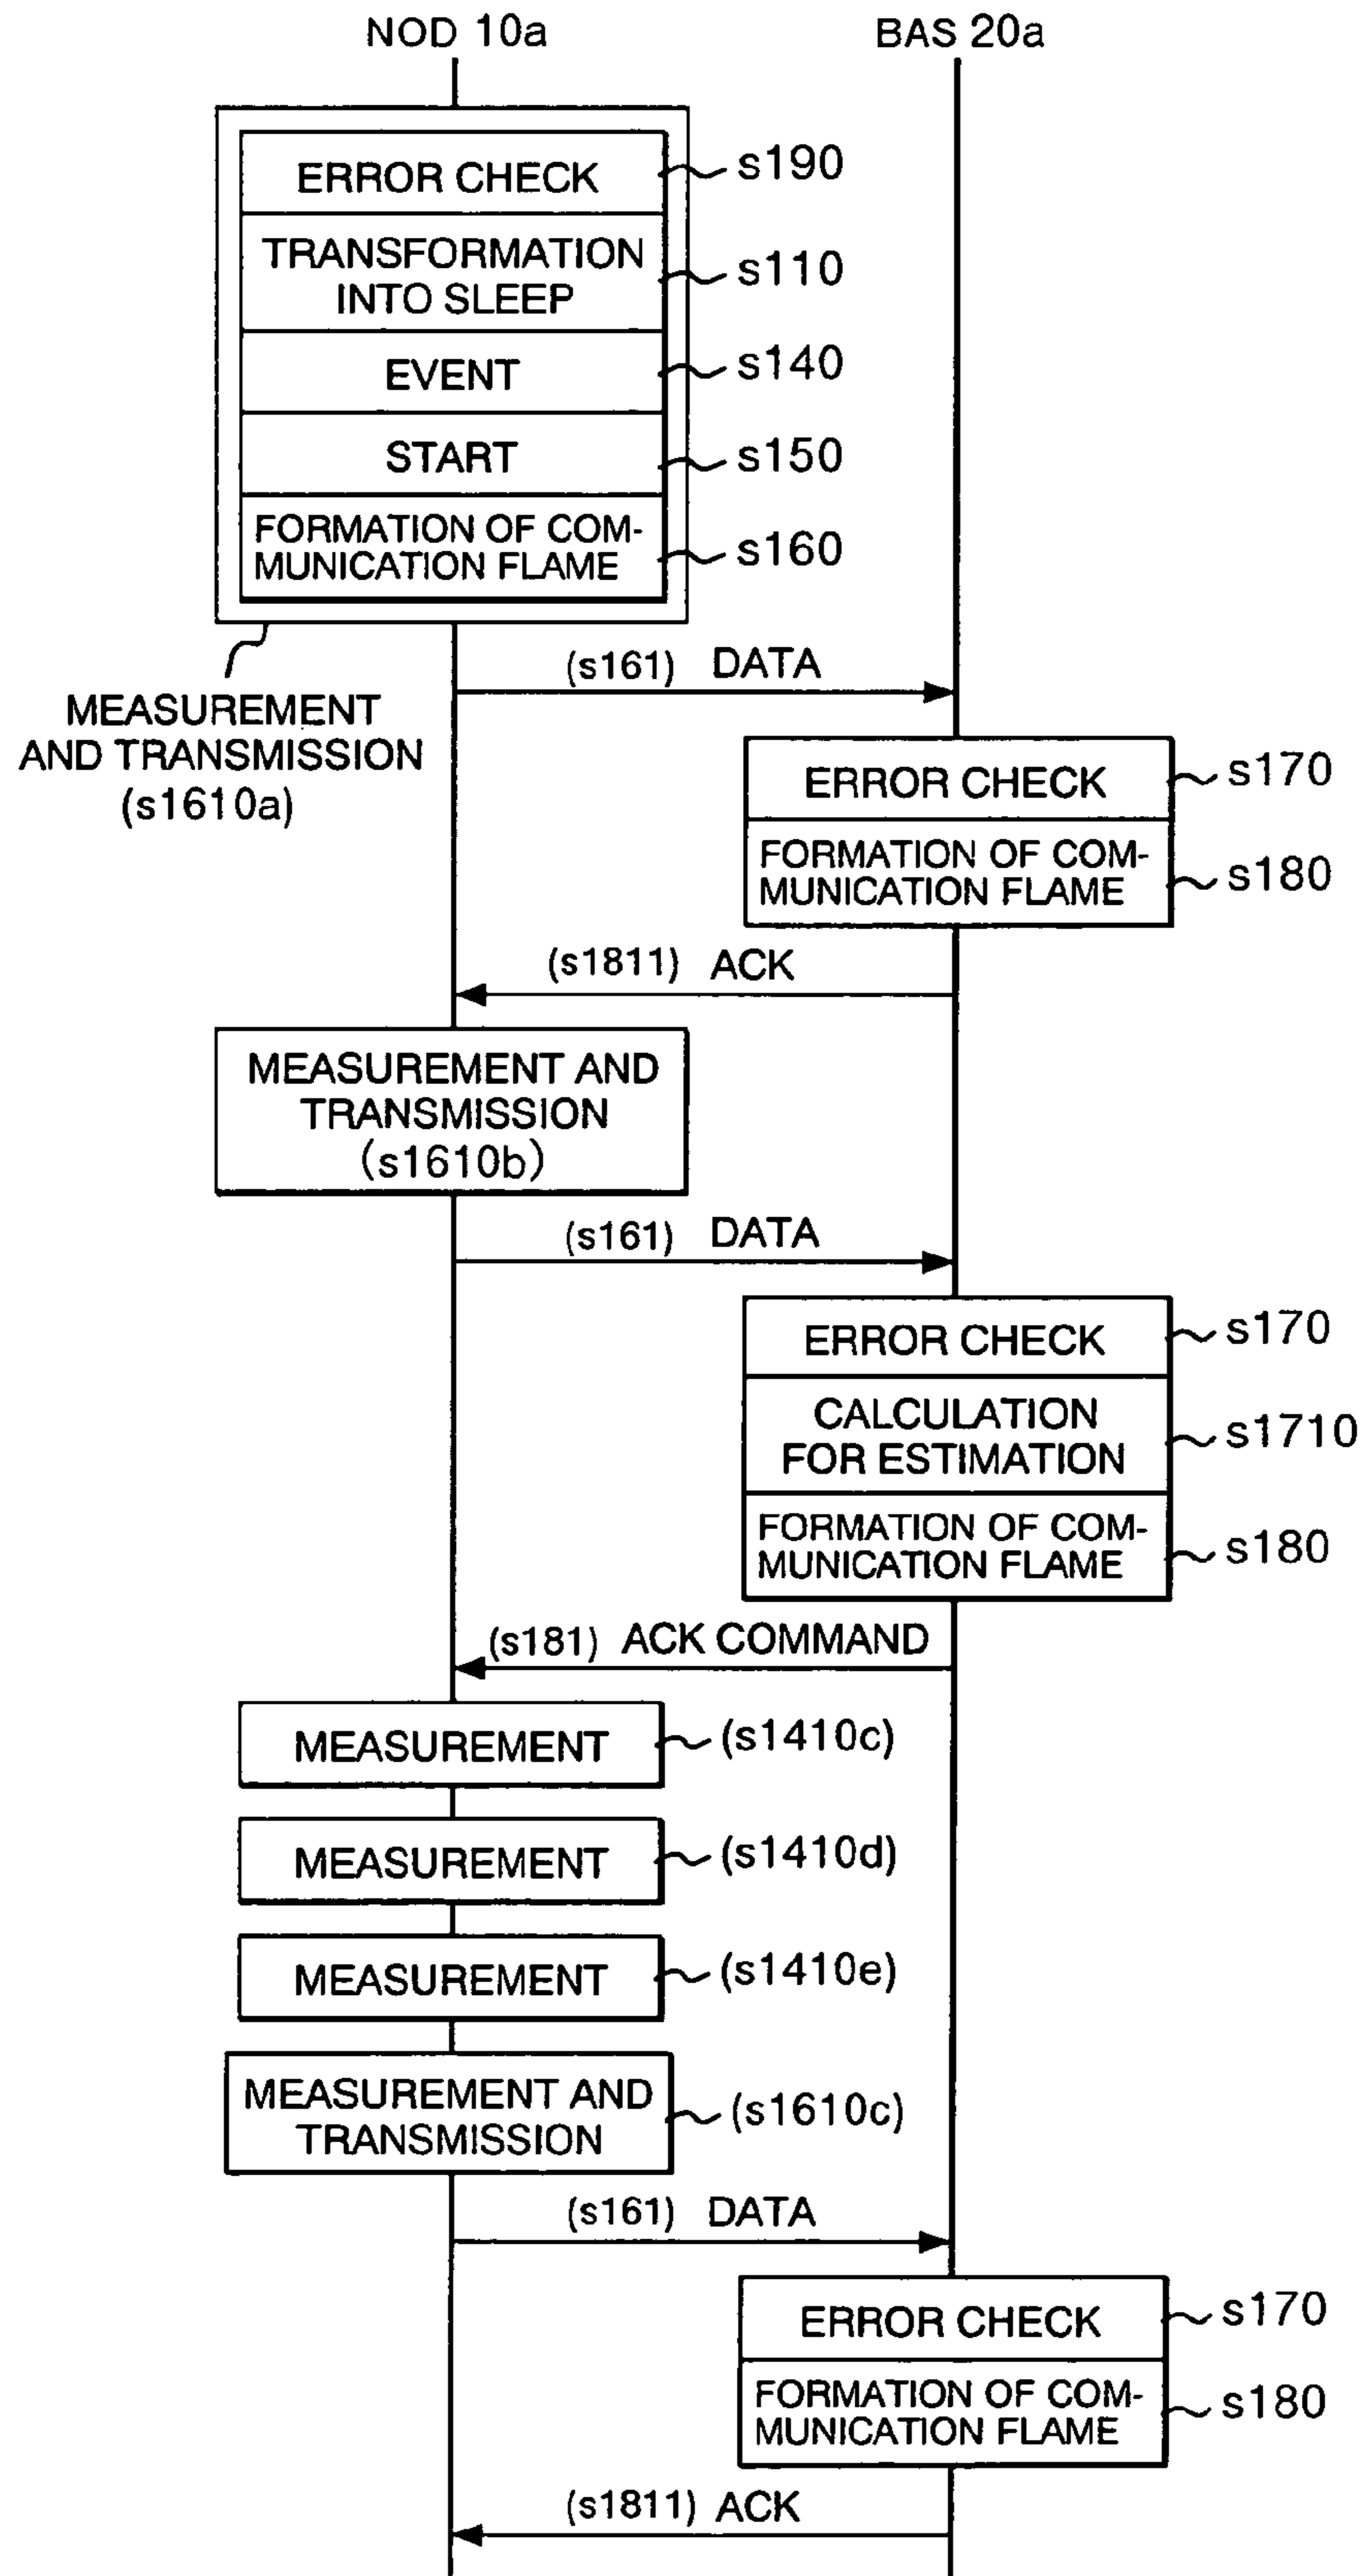 NOD 10a
BAS 20a
ERROR CHECK
s190
TRANSFORMATION
INTO SLEEP
s110
EVENT
s140
START
s150
FORMATION OF COM-
MUNICATION FLAME
s160
(s161) DATA
MEASUREMENT
AND TRANSMISSION
(s1610a)
ERROR CHECK
s170
FORMATION OF COM-
MUNICATION FLAME
s180
(s1811) ACK
MEASUREMENT AND
TRANSMISSION
(s1610b)
(s161) DATA
ERROR CHECK
s170
CALCULATION
FOR ESTIMATION
s1710
FORMATION OF COM-
MUNICATION FLAME
s180
(s181) ACK COMMAND
MEASUREMENT
(s1410c)
MEASUREMENT
(s1410d)
MEASUREMENT
(s1410e)
MEASUREMENT AND
TRANSMISSION
(s1610c)
(s161) DATA
ERROR CHECK
s170
FORMATION OF COM-
MUNICATION FLAME
s180
(s1811) ACK